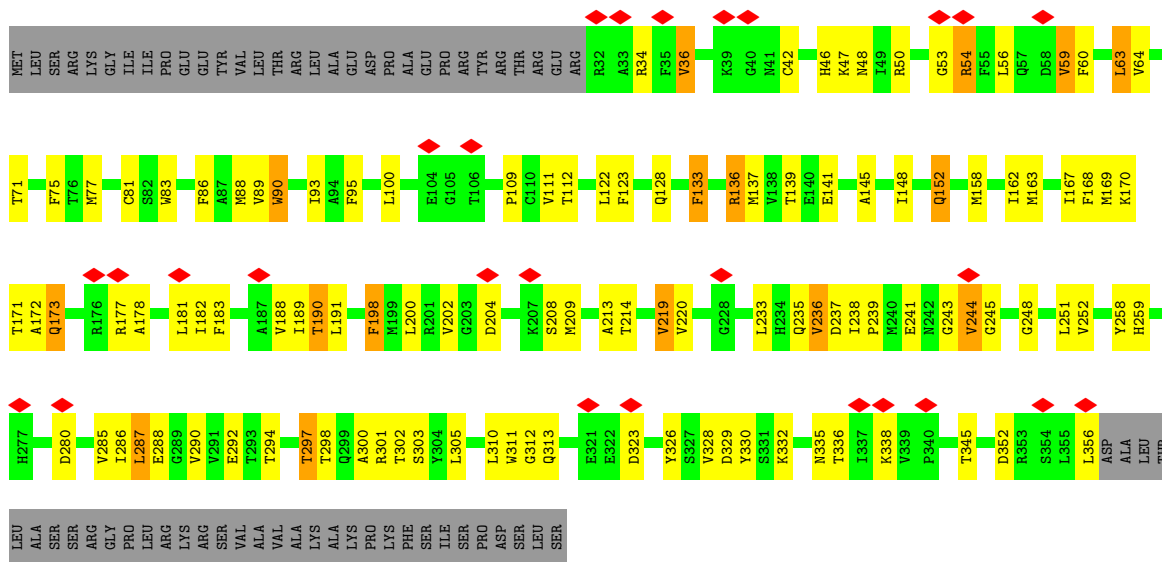 MET LEU SER ARG LYS GLY ILE ILE PRO GLU GLU TYR VAL LEU THR ARG LEU ALA GLU ASP PRO ALA GLU PRO ARG TYR ARG THR ARG GLU ARG R32 A33 R34 F35 V36 K39 G40 N41 C42 H46 K47 N48 I49 R50 G53 R54 F55 L56 Q57 D58 V59 F60 L63 V64
T71 F75 T76 M77 C81 S82 W83 F86 A87 M88 V89 W90 I93 A94 F95 L100 E104 G105 T106 P109 C110 V111 T112 L122 F123 Q128 F133 R136 M137 V138 T139 E140 E141 A145 I148 Q152 M158 I162 M163 I167 F168 M169 K170
T171 A172 Q173 R176 R177 A178 L181 I182 F183 A187 V188 I189 T190 L191 F198 M199 L200 R201 V202 G203 D204 K207 S208 M209 A213 T214 V219 V220 G228 L233 H234 Q235 V236 D237 I238 P239 M240 E241 N242 G243 V244 G245 G248 L251 V252 Y258 H259
H277 D280 V285 I286 L287 E288 G289 V290 V291 E292 T293 T294 T297 T298 Q299 A300 R301 T302 S303 Y304 L305 L310 W311 G312 Q313 E321 E322 D323 Y326 S327 V328 D329 Y330 S331 K332 N335 T336 I337 K338 V339 P340 T345 D352 R353 S354 L355 L356 ASP ALA LEU TYR
LEU ALA SER SER ARG GLY PRO LEU ARG LYS ARG SER VAL ALA VAL ALA LYS ALA LYS PRO LYS PHE SER ILE SER PRO ASP SER LEU SER